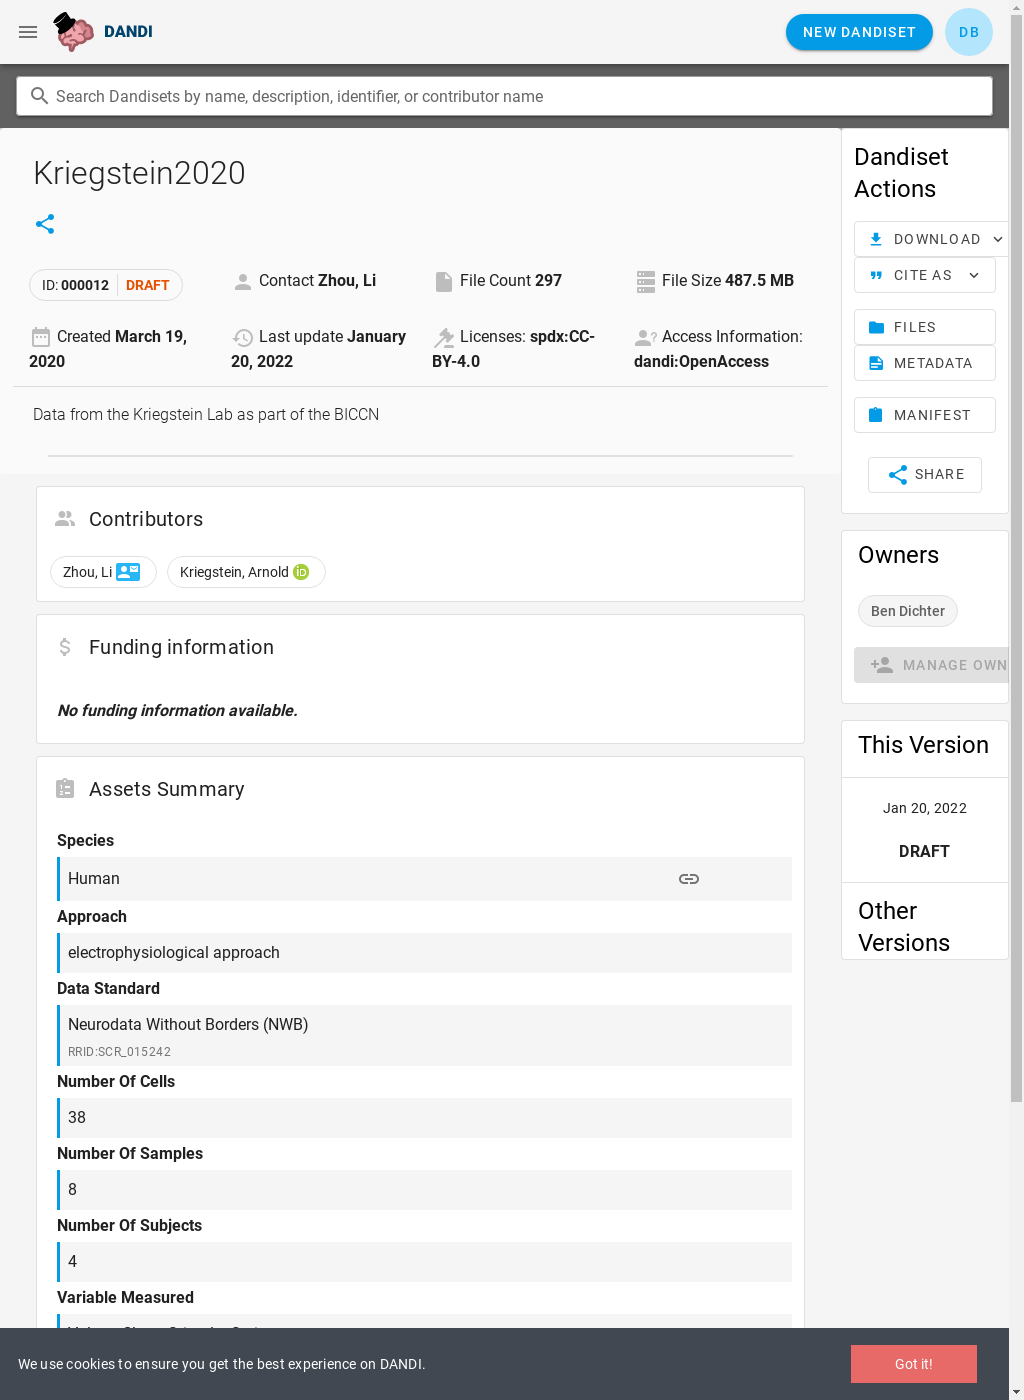 DANDI
NEW DANDISET
DB
Search Dandisets by name, description, identifier, or contributor name
Kriegstein2020
ID: 000012 DRAFT
Contact Zhou, Li
File Count 297
File Size 487.5 MB
Created March 19,
2020
Last update January
20, 2022
Licenses: spdx:CC-
BY-4.0
Access Information:
dandi:OpenAccess
Data from the Kriegstein Lab as part of the BICCN
Contributors
Zhou, Li
Kriegstein, Arnold iD
Funding information
No funding information available.
Assets Summary
Species
Human
Approach
electrophysiological approach
Data Standard
Neurodata Without Borders (NWB)
RRID:SCR_015242
Number Of Cells
38
Number Of Samples
8
Number Of Subjects
4
Variable Measured
Dandiset
Actions
DOWNLOAD
CITE AS
FILES
METADATA
MANIFEST
SHARE
Owners
Ben Dichter
MANAGE OWN
This Version
Jan 20, 2022
DRAFT
Other
Versions
We use cookies to ensure you get the best experience on DANDI.
Got it!